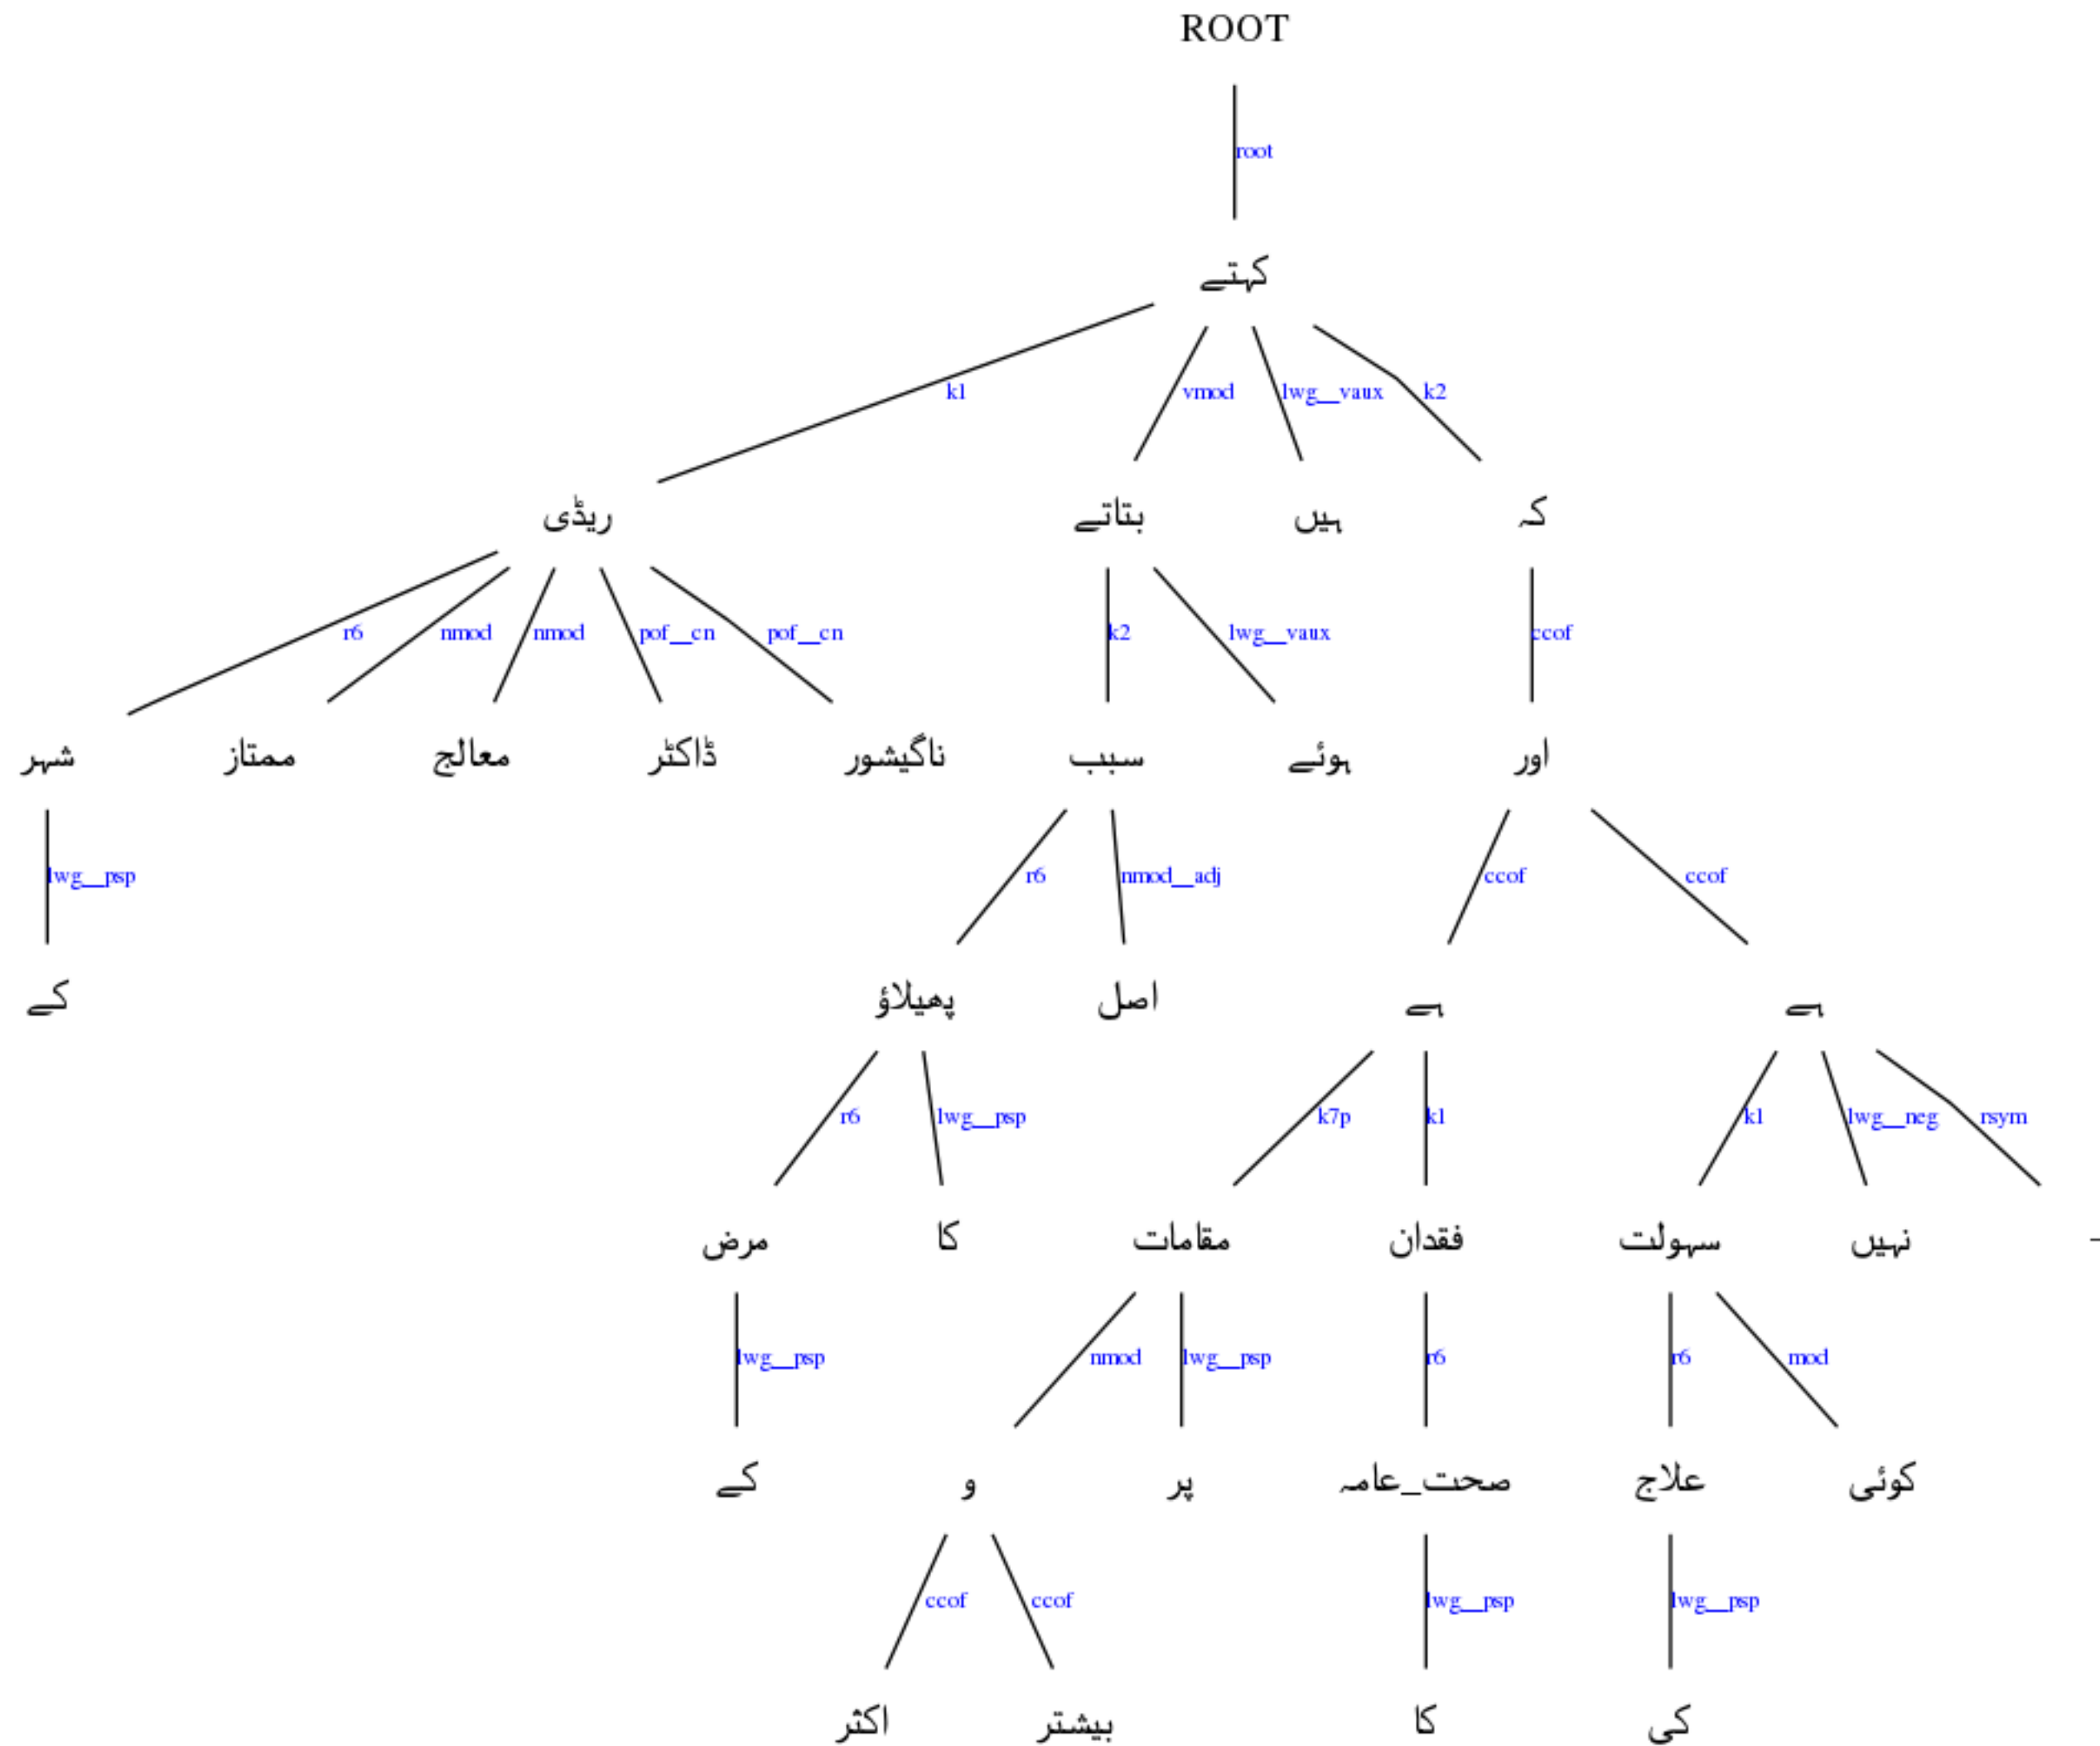 ROOT
root
کہتے
k1 vmod lwg__vaux k2
ریڈی بتاتے ہیں کہ
r6 nmod nmod pof__cn pof__cn k2 lwg__vaux ccof
شہر ممتاز معالج ڈاکٹر ناگیشور سبب ہوئے اور
lwg__psp r6 nmod__adj ccof ccof
کے پھیلاؤ اصل ہے ہے
r6 lwg__psp k7p k1 k1 lwg__neg rsym
مرض کا مقامات فقدان سہولت نہیں
lwg__psp nmod lwg__psp r6 r6 mod
کے و پر صحت_عامہ علاج کوئی
ccof ccof lwg__psp lwg__psp
اکثر بیشتر کا کی